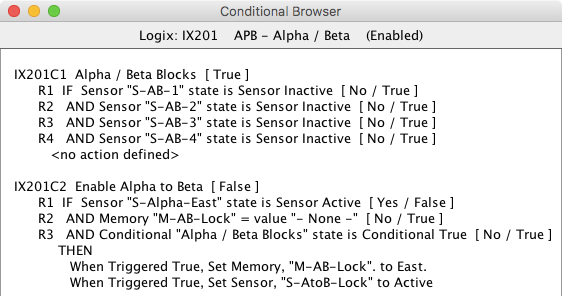 Conditional Browser
Logix: IX201 APB - Alpha / Beta (Enabled)
IX201C1 Alpha / Beta Blocks [ True ]
R1 IF Sensor "S-AB-1" state is Sensor Inactive [ No / True ]
R2 AND Sensor "S-AB-2" state is Sensor Inactive [ No / True ]
R3 AND Sensor "S-AB-3" state is Sensor Inactive [ No / True ]
R4 AND Sensor "S-AB-4" state is Sensor Inactive [ No / True ]
<no action defined>
IX201C2 Enable Alpha to Beta [ False ]
R1 IF Sensor "S-Alpha-East" state is Sensor Active [ Yes / False ]
R2 AND Memory "M-AB-Lock" = value "- None -" [ No / True ]
R3 AND Conditional "Alpha / Beta Blocks" state is Conditional True [ No / True ]
THEN
When Triggered True, Set Memory, "M-AB-Lock". to East.
When Triggered True, Set Sensor, "S-AtoB-Lock" to Active